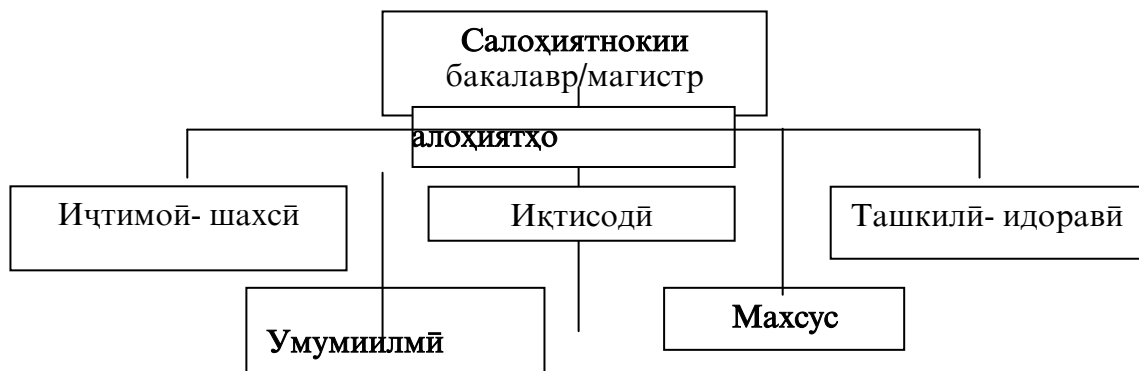 Салоҳиятнокии
бакалавр/магистр
алоҳиятҳо
Иҷтимоӣ- шахсӣ
Иқтисодӣ
Ташкилӣ- идоравӣ
Умумиилмӣ
Махсус